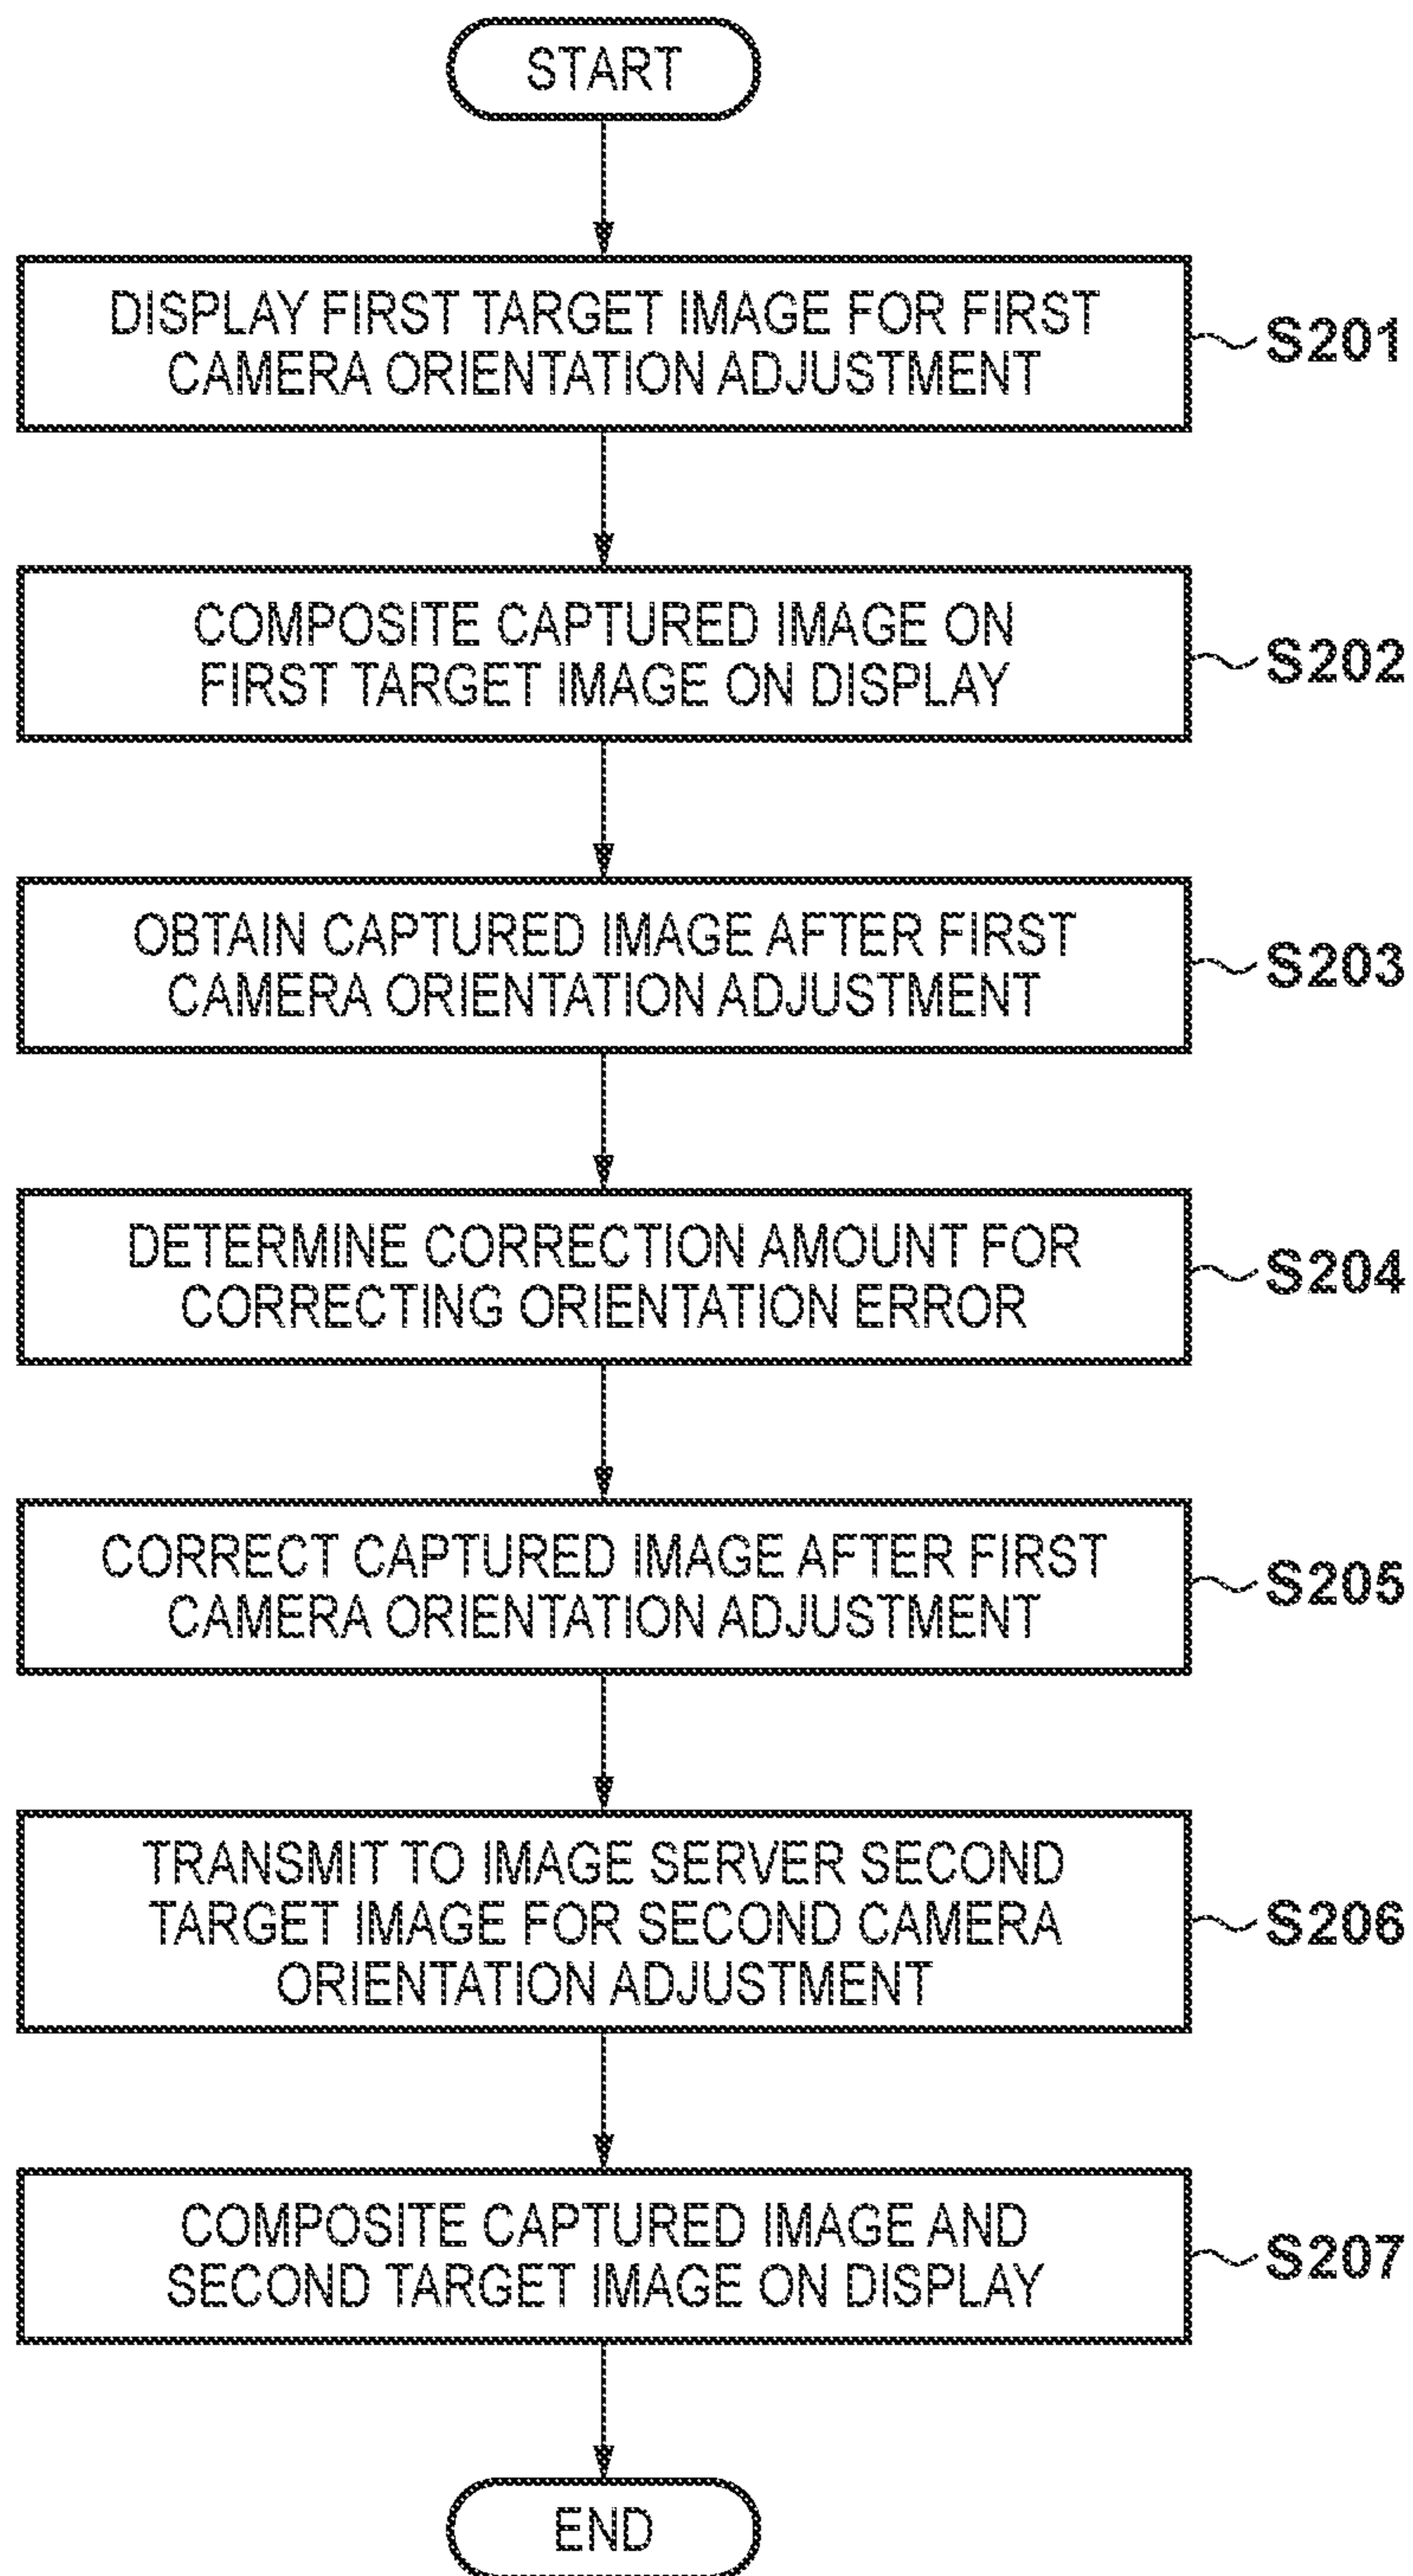 START
DISPLAY FIRST TARGET IMAGE FOR FIRST
CAMERA ORIENTATION ADJUSTMENT
S201
COMPOSITE CAPTURED IMAGE ON
FIRST TARGET IMAGE ON DISPLAY
S202
OBTAIN CAPTURED IMAGE AFTER FIRST
CAMERA ORIENTATION ADJUSTMENT
S203
DETERMINE CORRECTION AMOUNT FOR
CORRECTING ORIENTATION ERROR
S204
CORRECT CAPTURED IMAGE AFTER FIRST
CAMERA ORIENTATION ADJUSTMENT
S205
TRANSMIT TO IMAGE SERVER SECOND
TARGET IMAGE FOR SECOND CAMERA
ORIENTATION ADJUSTMENT
S206
COMPOSITE CAPTURED IMAGE AND
SECOND TARGET IMAGE ON DISPLAY
S207
END